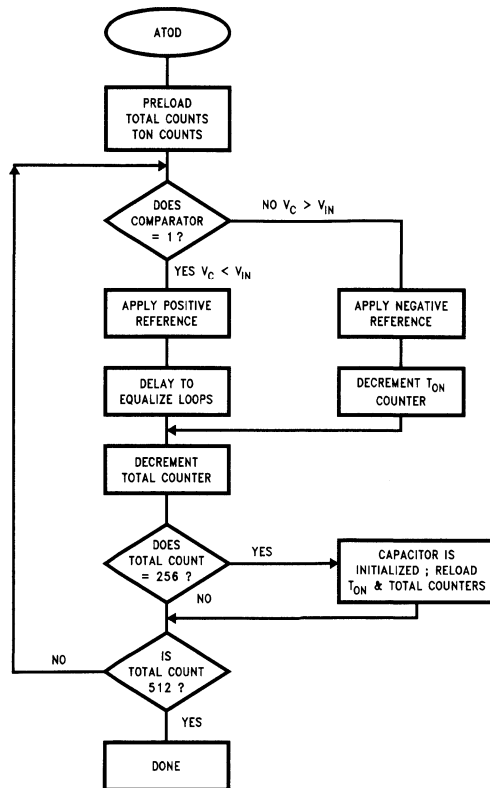 ATOD
PRELOAD
TOTAL COUNTS
TON COUNTS
DOES
COMPARATOR
= 1 ?
NO V_C > V_IN
YES V_C < V_IN
APPLY POSITIVE
REFERENCE
APPLY NEGATIVE
REFERENCE
DELAY TO
EQUALIZE LOOPS
DECREMENT T_ON
COUNTER
DECREMENT
TOTAL COUNTER
DOES
TOTAL COUNT
= 256 ?
YES
CAPACITOR IS
INITIALIZED ; RELOAD
T_ON & TOTAL COUNTERS
NO
IS
TOTAL COUNT
512 ?
NO
YES
DONE